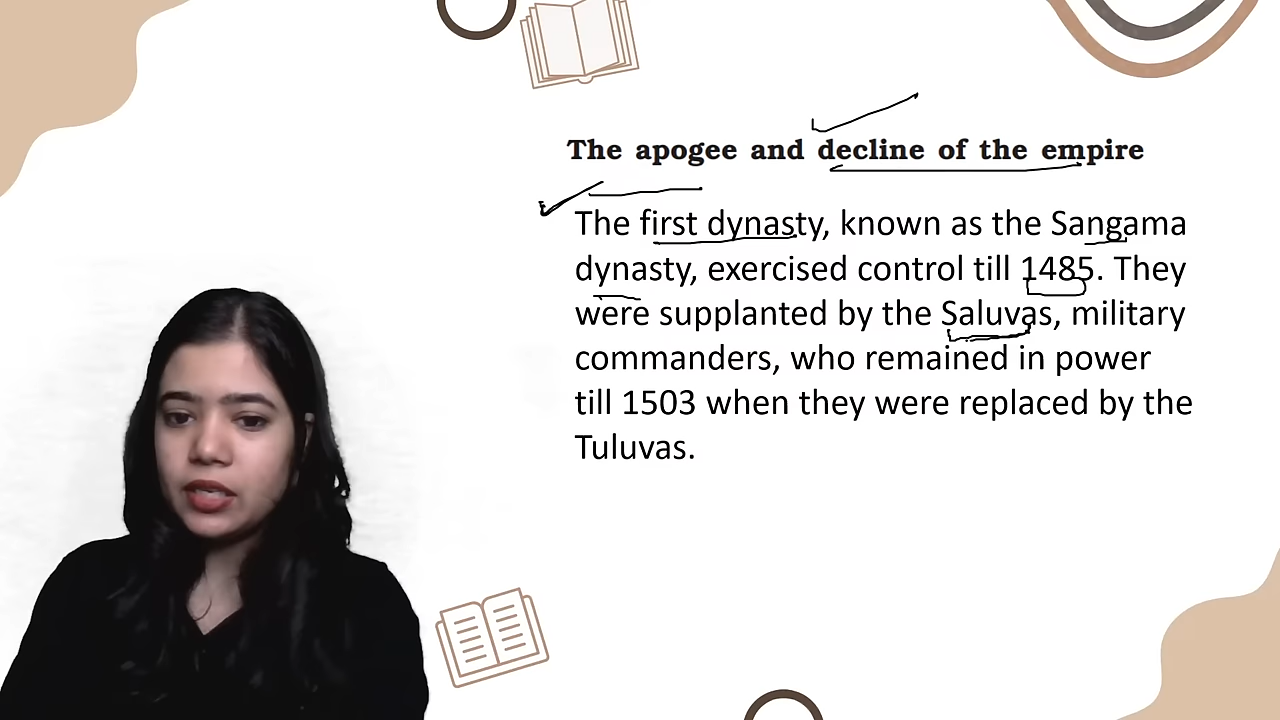 The apogee and decline of the empire
The first dynasty, known as the Sangama
dynasty, exercised control till 1485. They
were supplanted by the Saluvas, military
commanders, who remained in power
till 1503 when they were replaced by the
Tuluvas.